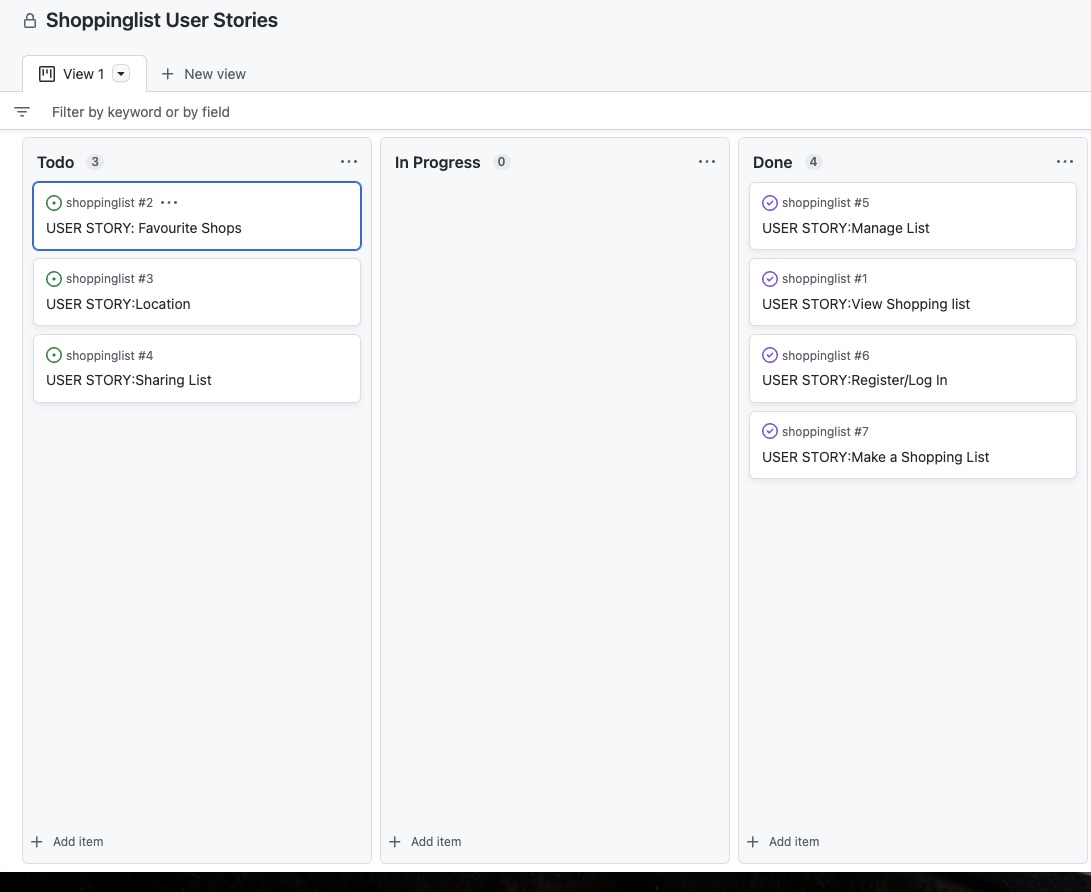 Shoppinglist User Stories
View 1
New view
Filter by keyword or by field
Todo 3
shoppinglist #2
USER STORY: Favourite Shops
shoppinglist #3
USER STORY:Location
shoppinglist #4
USER STORY:Sharing List
Add item
In Progress 0
Add item
Done 4
shoppinglist #5
USER STORY:Manage List
shoppinglist #1
USER STORY:View Shopping list
shoppinglist #6
USER STORY:Register/Log In
shoppinglist #7
USER STORY:Make a Shopping List
Add item